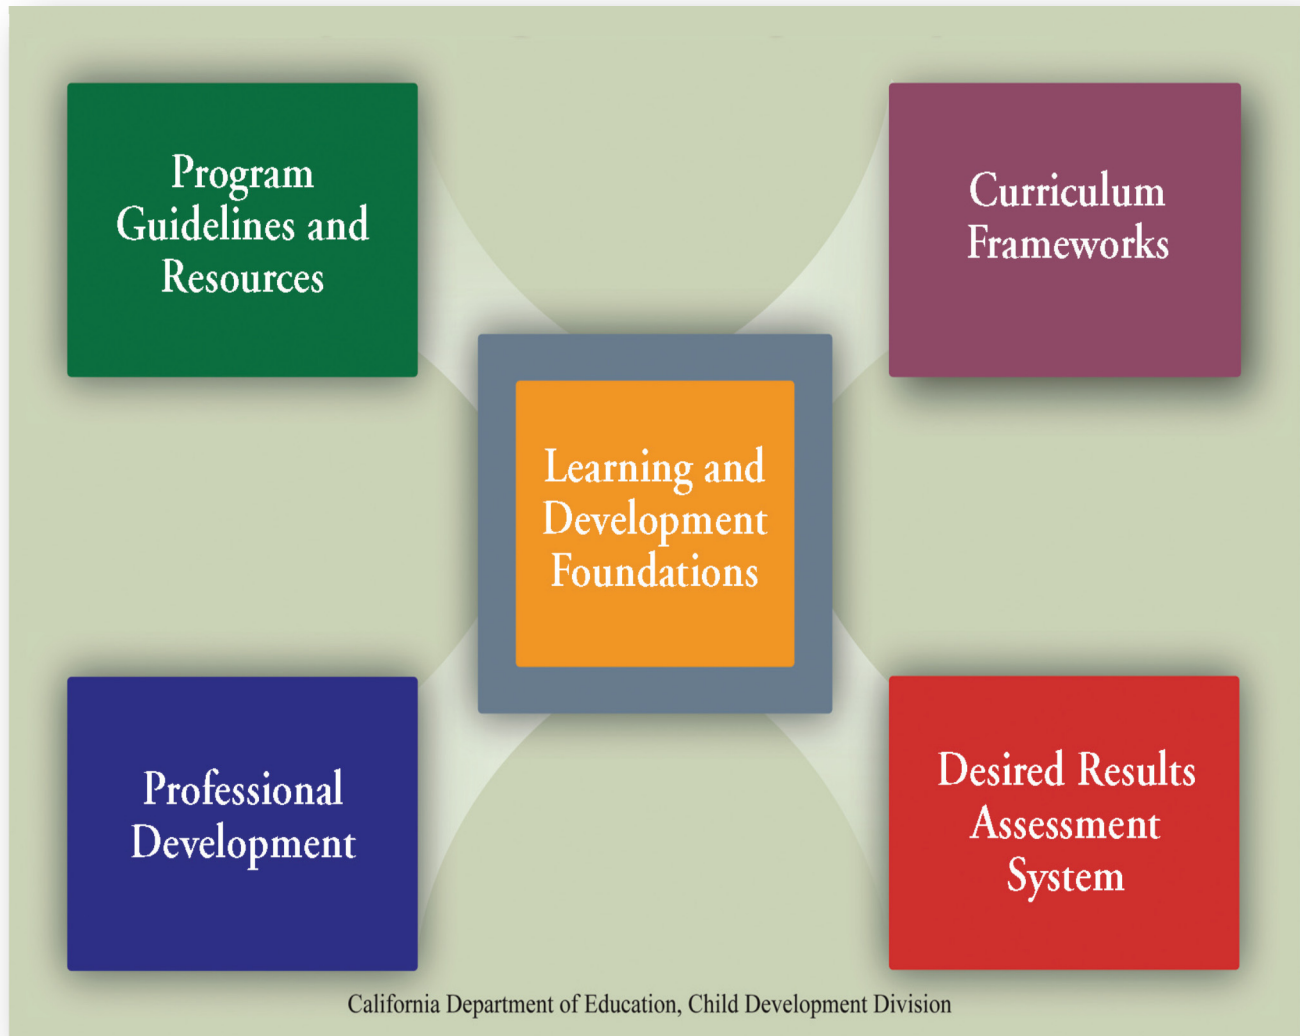 Program
Guidelines and
Resources
Curriculum
Frameworks
Learning and
Development
Foundations
Professional
Development
Desired Results
Assessment
System
California Department of Education, Child Development Division